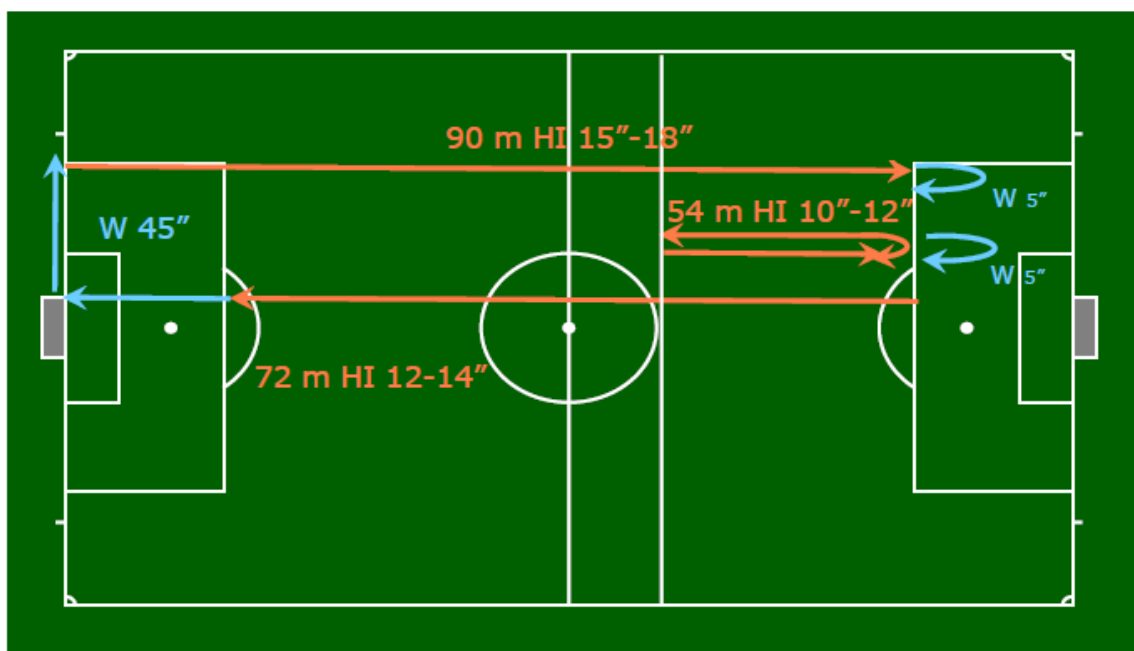 90 m HI 15”-18”
W 5”
54 m HI 10”-12”
W 45”
W 5”
72 m HI 12-14”